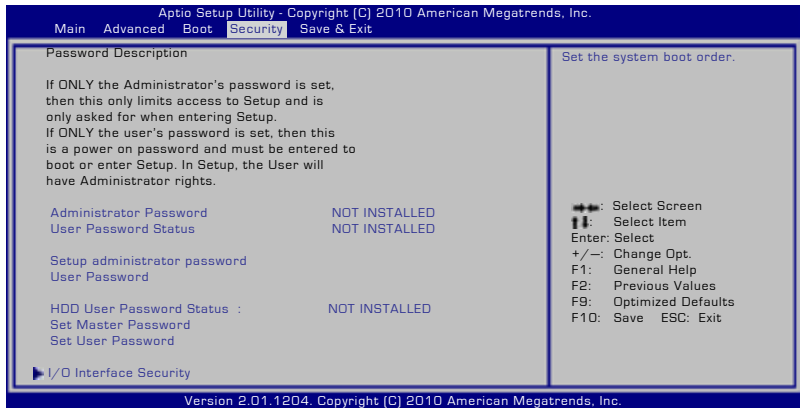 Aptio Setup Utility - Copyright (C) 2010 American Megatrends, Inc.
Main Advanced Boot Security Save & Exit
Password Description
If ONLY the Administrator's password is set,
then this only limits access to Setup and is
only asked for when entering Setup.
If ONLY the user's password is set, then this
is a power on password and must be entered to
boot or enter Setup. In Setup, the User will
have Administrator rights.
Administrator Password NOT INSTALLED
User Password Status NOT INSTALLED
Setup administrator password
User Password
HDD User Password Status : NOT INSTALLED
Set Master Password
Set User Password
I/O Interface Security
Set the system boot order.
→←: Select Screen
↑↓: Select Item
Enter: Select
+/—: Change Opt.
F1: General Help
F2: Previous Values
F9: Optimized Defaults
F10: Save ESC: Exit
Version 2.01.1204. Copyright (C) 2010 American Megatrends, Inc.